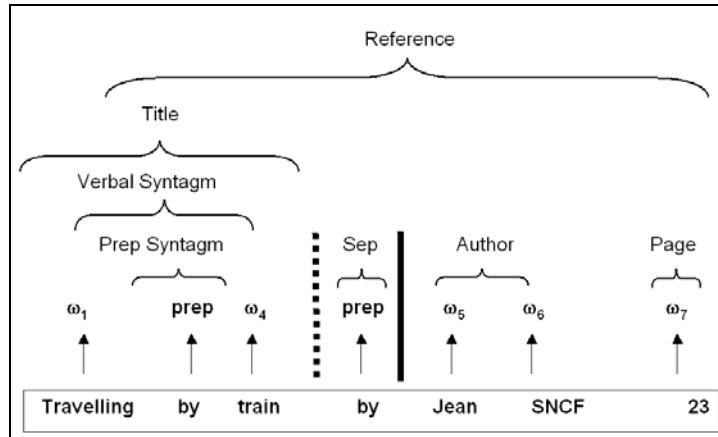 Reference
Title
Verbal Syntagm
Prep Syntagm Sep Author Page
ω₁ prep ω₄ prep ω₅ ω₆ ω₇
Travelling by train by Jean SNCF 23